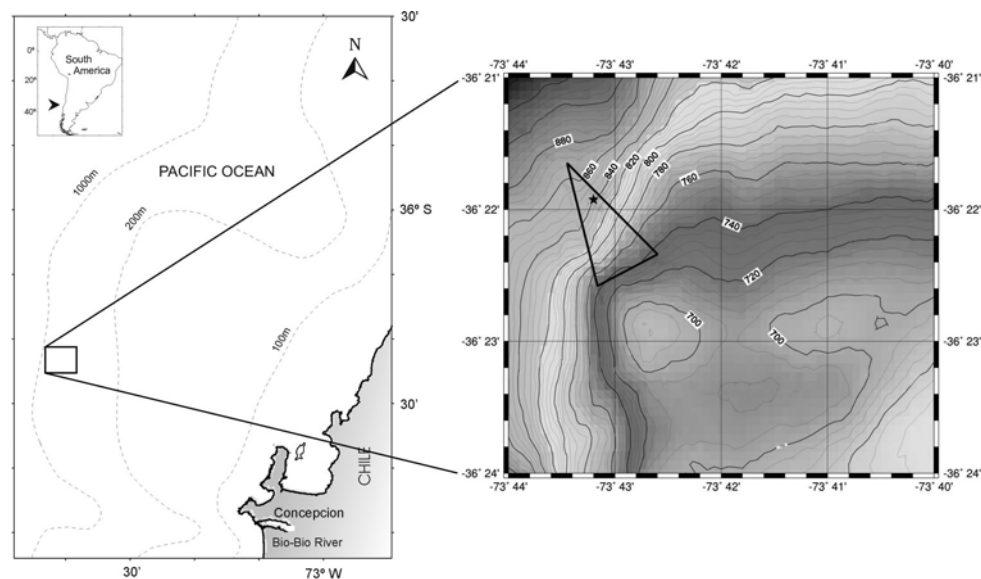 30'
South
America
0°
20°
40°
N
PACIFIC OCEAN
1000m
200m
36° S
100m
30'
CHILE
Concepcion
Bio-Bio River
30'
73° W
-73° 44'
-73° 43'
-73° 42'
-73° 41'
-73° 40'
-36° 21'
-36° 21'
880
860
840
820
800
780
760
-36° 22'
-36° 22'
740
720
700
700
-36° 23'
-36° 23'
-36° 24'
-36° 24'
-73° 44'
-73° 43'
-73° 42'
-73° 41'
-73° 40'